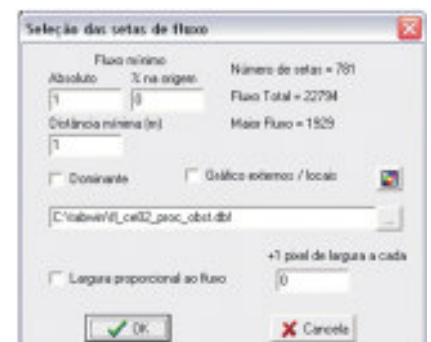 Seleção das setas de fluxo
Fluxo mínimo
Absoluto % na origem
1 0
Número de setas = 781
Fluxo Total = 22794
Maior Fluxo = 1929
Distância mínima (m)
1
Dominante
Gráfico externos / locais
C:\tabwin\fl_ce02_proc_obst.dbf
...
+1 pixel de largura a cada
Largura proporcional ao fluxo
0
OK
Cancela